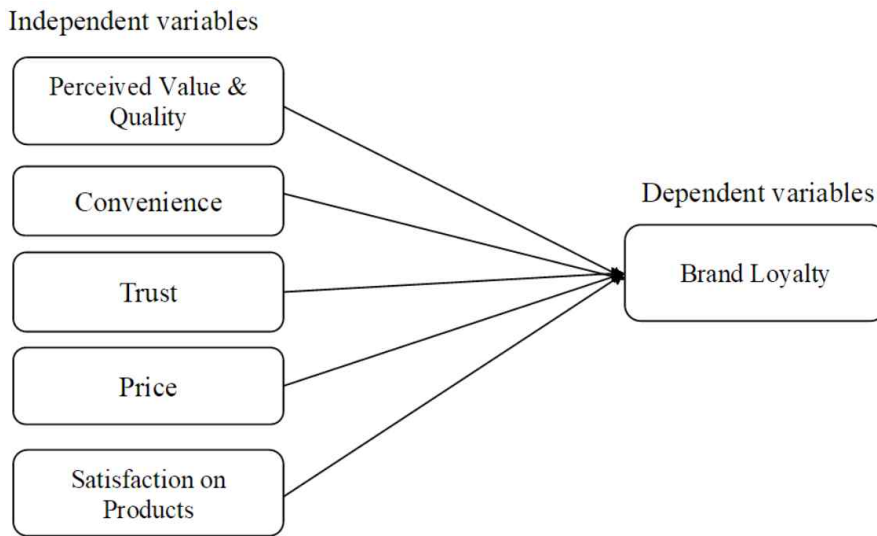 Independent variables
Perceived Value &
Quality
Convenience
Trust
Price
Satisfaction on
Products
Dependent variables
Brand Loyalty